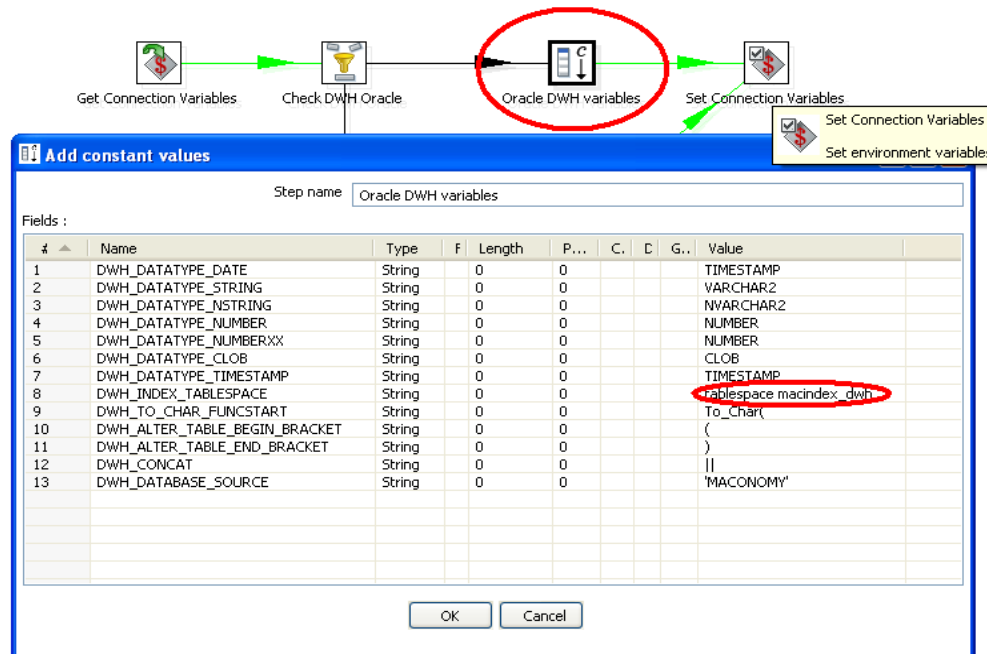 Get Connection Variables Check DWH Oracle Oracle DWH variables Set Connection Variables
Set Connection Variables
Set environment variables
Add constant values
Step name Oracle DWH variables
Fields :
# Name Type F Length P... C. D G.. Value
1 DWH_DATATYPE_DATE String 0 0 TIMESTAMP
2 DWH_DATATYPE_STRING String 0 0 VARCHAR2
3 DWH_DATATYPE_NSTRING String 0 0 NVARCHAR2
4 DWH_DATATYPE_NUMBER String 0 0 NUMBER
5 DWH_DATATYPE_NUMBERXX String 0 0 NUMBER
6 DWH_DATATYPE_CLOB String 0 0 CLOB
7 DWH_DATATYPE_TIMESTAMP String 0 0 TIMESTAMP
8 DWH_INDEX_TABLESPACE String 0 0 tablespace macindex_dwh
9 DWH_TO_CHAR_FUNCSTART String 0 0 To_Char(
10 DWH_ALTER_TABLE_BEGIN_BRACKET String 0 0 (
11 DWH_ALTER_TABLE_END_BRACKET String 0 0 )
12 DWH_CONCAT String 0 0 ||
13 DWH_DATABASE_SOURCE String 0 0 'MACONOMY'
OK Cancel